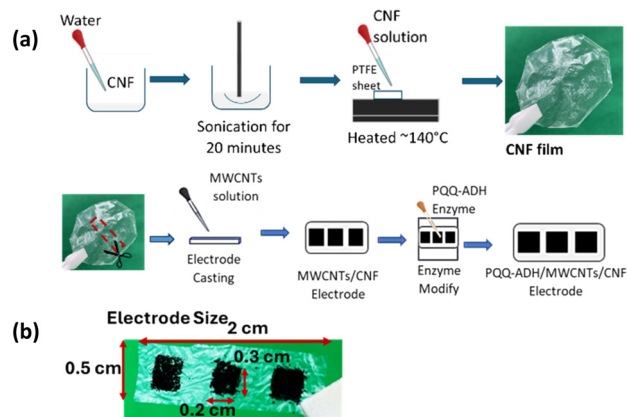 (a)
Water
CNF
Sonication for
20 minutes
CNF
solution
PTFE
sheet
Heated ~140°C
CNF film
MWCNTs
solution
Electrode
Casting
MWCNTs/CNF
Electrode
PQQ-ADH
Enzyme
Enzyme
Modify
PQQ-ADH/MWCNTs/CNF
Electrode
(b)
Electrode Size
2 cm
0.5 cm
0.3 cm
0.2 cm